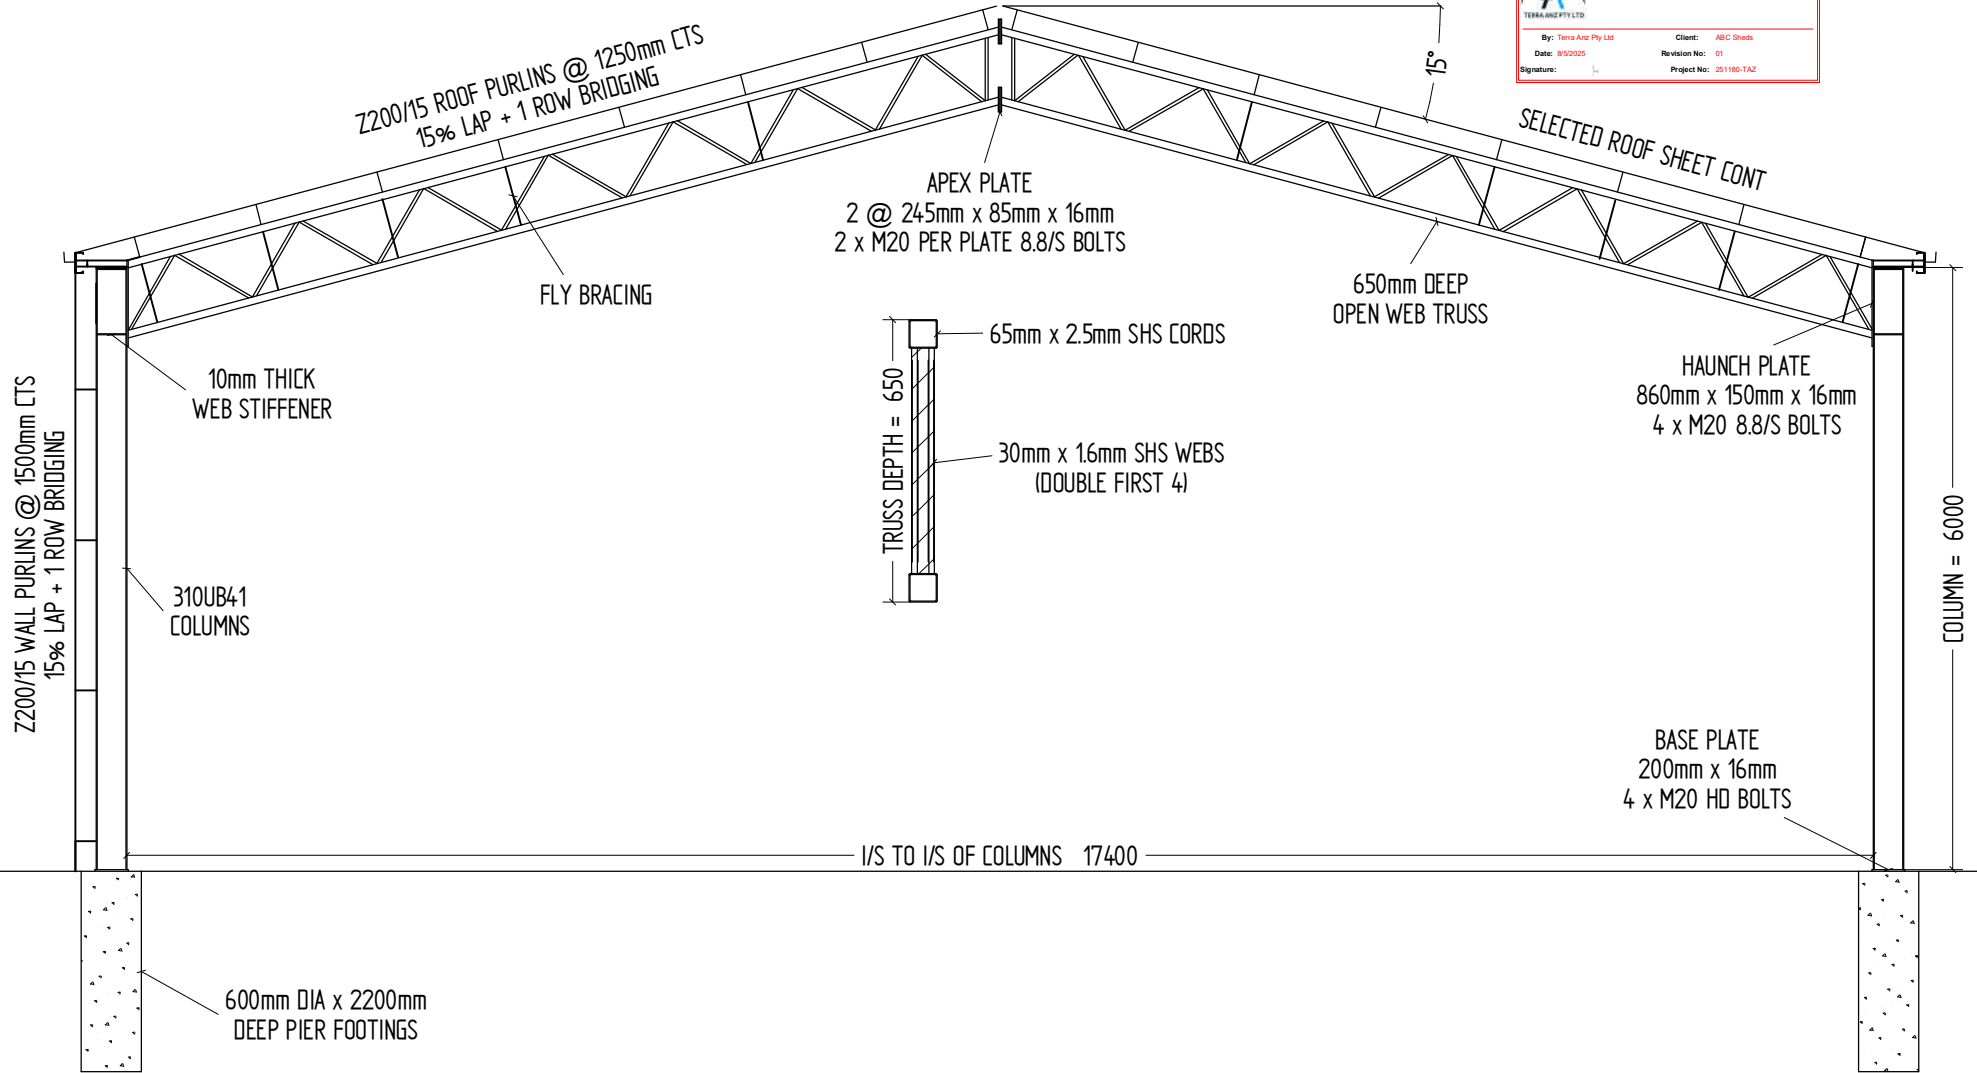 TERRA ANZ PTY LTD
By: Terra Anz Pty Ltd
Client: ABC Sheds
Date: 8/5/2025
Revision No: 01
Signature:
Project No: 251180-TAZ
Z200/15 ROOF PURLINS @ 1250mm CTS
15% LAP + 1 ROW BRIDGING
15°
SELECTED ROOF SHEET CONT
APEX PLATE
2 @ 245mm x 85mm x 16mm
2 x M20 PER PLATE 8.8/S BOLTS
FLY BRACING
650mm DEEP
OPEN WEB TRUSS
65mm x 2.5mm SHS CORDS
TRUSS DEPTH = 650
30mm x 1.6mm SHS WEBS
(DOUBLE FIRST 4)
10mm THICK
WEB STIFFENER
HAUNCH PLATE
860mm x 150mm x 16mm
4 x M20 8.8/S BOLTS
Z200/15 WALL PURLINS @ 1500mm CTS
15% LAP + 1 ROW BRIDGING
310UB41
COLUMNS
COLUMN = 6000
BASE PLATE
200mm x 16mm
4 x M20 HD BOLTS
I/S TO I/S OF COLUMNS 17400
600mm DIA x 2200mm
DEEP PIER FOOTINGS